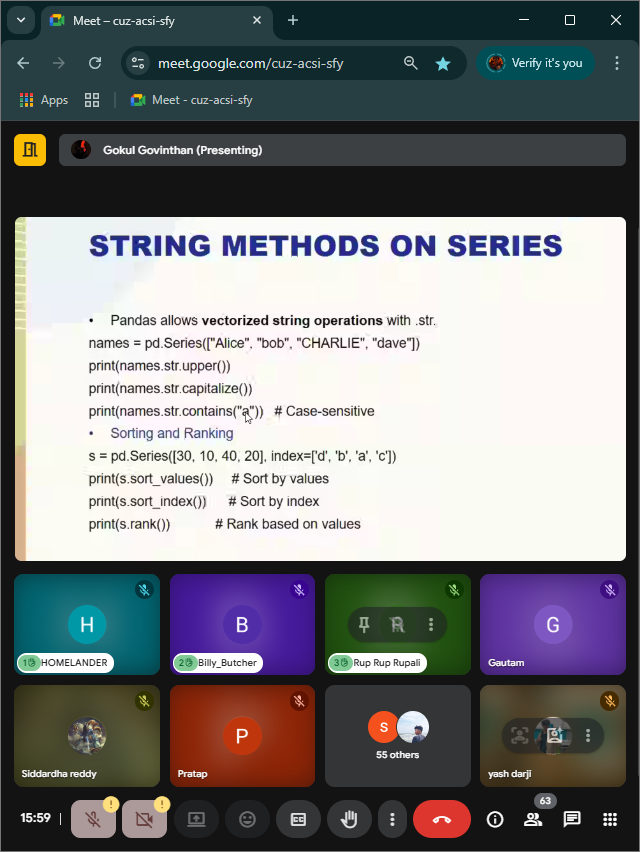 Meet – cuz-acsi-sfy
meet.google.com/cuz-acsi-sfy
Verify it's you
Apps
Meet - cuz-acsi-sfy
Gokul Govinthan (Presenting)
STRING METHODS ON SERIES
• Pandas allows vectorized string operations with .str.
names = pd.Series(["Alice", "bob", "CHARLIE", "dave"])
print(names.str.upper())
print(names.str.capitalize())
print(names.str.contains("a")) # Case-sensitive
• Sorting and Ranking
s = pd.Series([30, 10, 40, 20], index=['d', 'b', 'a', 'c'])
print(s.sort_values()) # Sort by values
print(s.sort_index()) # Sort by index
print(s.rank()) # Rank based on values
H
B
R
G
1 HOMELANDER
2 Billy_Butcher
3 Rup Rup Rupali
Gautam
P
S
55 others
Siddardha reddy
Pratap
yash darji
15:59
CC
63